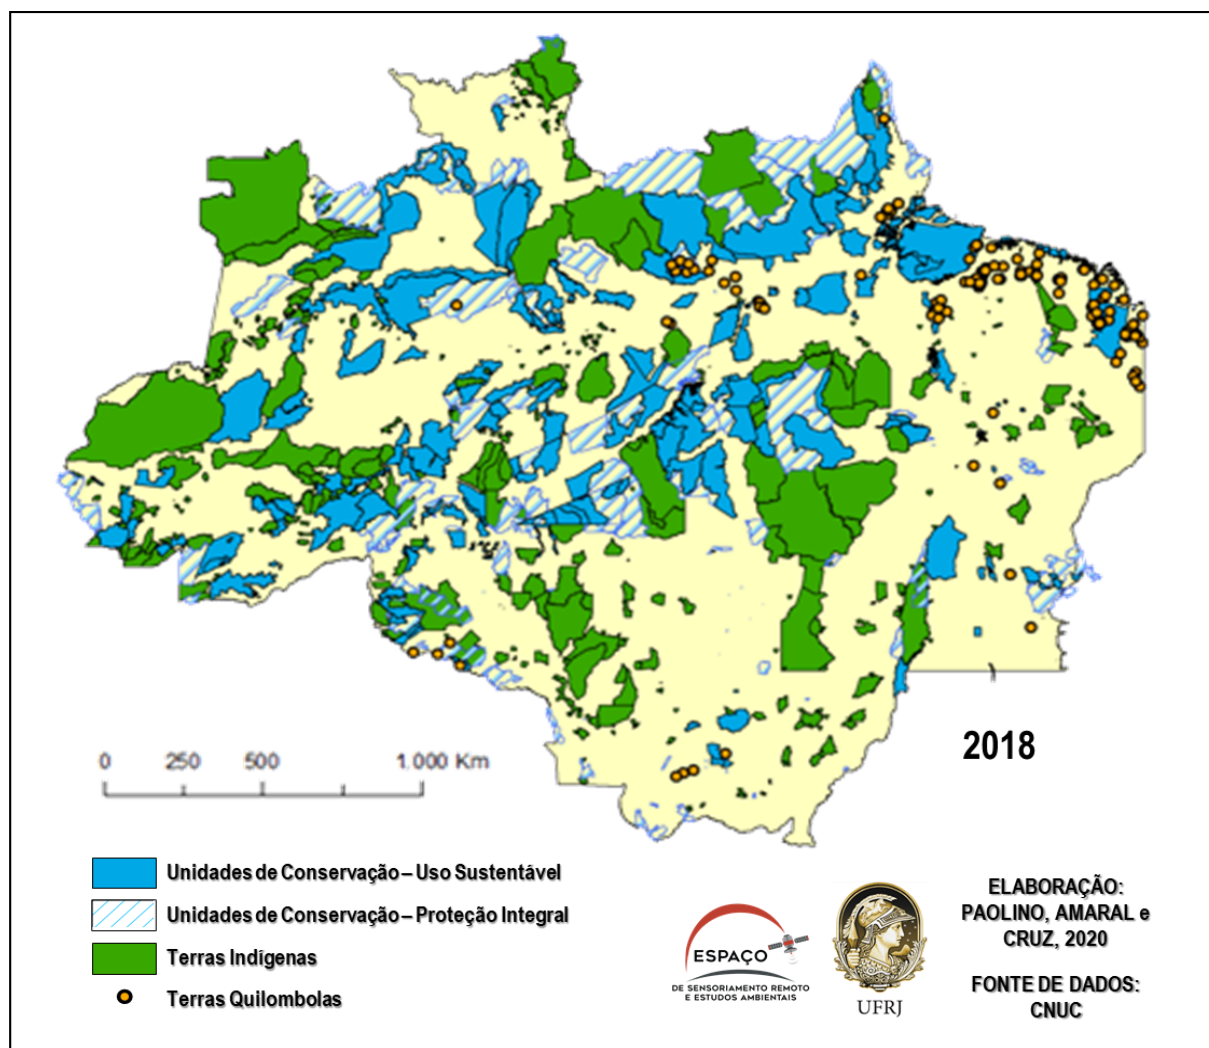 2018
0 250 500 1.000 Km
Unidades de Conservação – Uso Sustentável
Unidades de Conservação – Proteção Integral
Terras Indígenas
Terras Quilombolas
ESPAÇO
DE SENSORIAMENTO REMOTO
E ESTUDOS AMBIENTAIS
UFRJ
ELABORAÇÃO:
PAOLINO, AMARAL e
CRUZ, 2020
FONTE DE DADOS:
CNUC